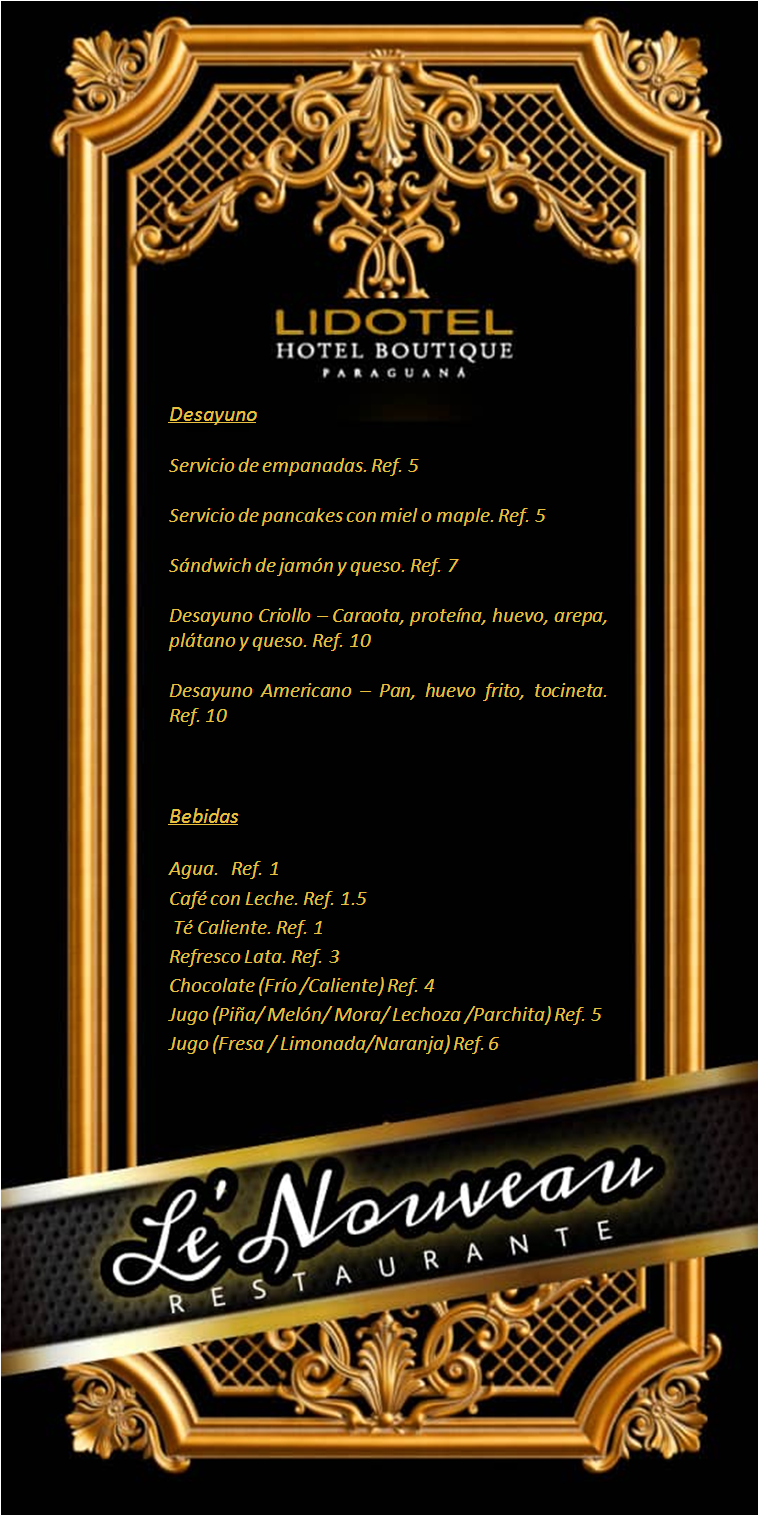 LIDOTEL
HOTEL BOUTIQUE
PARAGUANÁ
Desayuno
Servicio de empanadas. Ref. 5
Servicio de pancakes con miel o maple. Ref. 5
Sándwich de jamón y queso. Ref. 7
Desayuno Criollo – Caraota, proteína, huevo, arepa,
plátano y queso. Ref. 10
Desayuno Americano – Pan, huevo frito, tocineta.
Ref. 10
Bebidas
Agua. Ref. 1
Café con Leche. Ref. 1.5
Té Caliente. Ref. 1
Refresco Lata. Ref. 3
Chocolate (Frío /Caliente) Ref. 4
Jugo (Piña/ Melón/ Mora/ Lechoza /Parchita) Ref. 5
Jugo (Fresa / Limonada/Naranja) Ref. 6
Le' Nouveau
RESTAURANTE